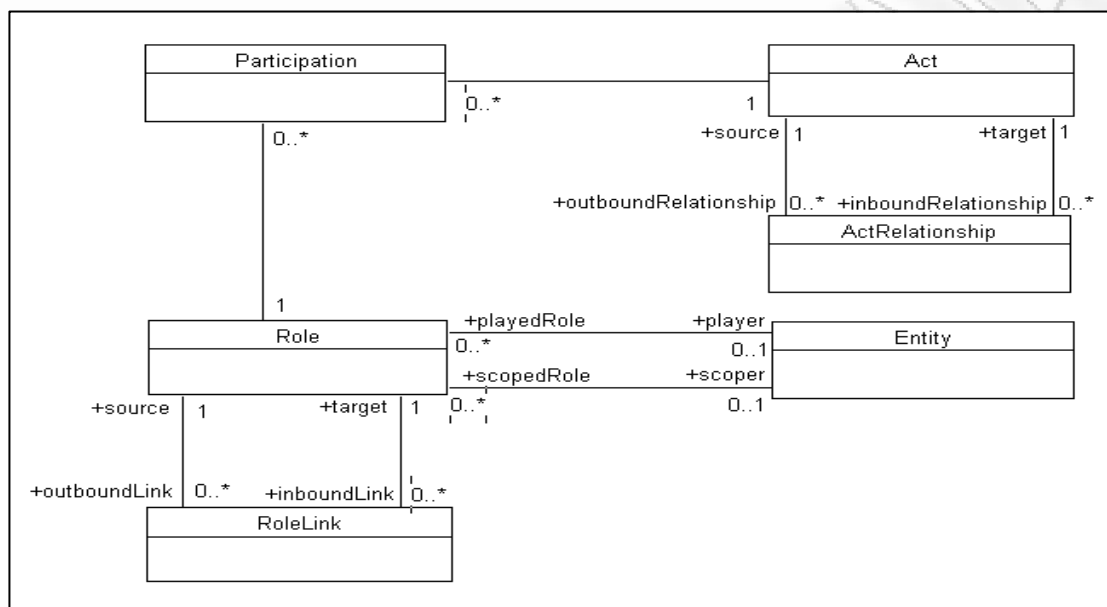 Participation
Act
0..*
1
0..*
+source
1
+target
1
+outboundRelationship
0..*
+inboundRelationship
0..*
ActRelationship
1
Role
+playedRole
+player
Entity
0..*
0..1
+scopedRole
+scoper
0..*
0..1
+source
1
+target
1
+outboundLink
0..*
+inboundLink
0..*
RoleLink